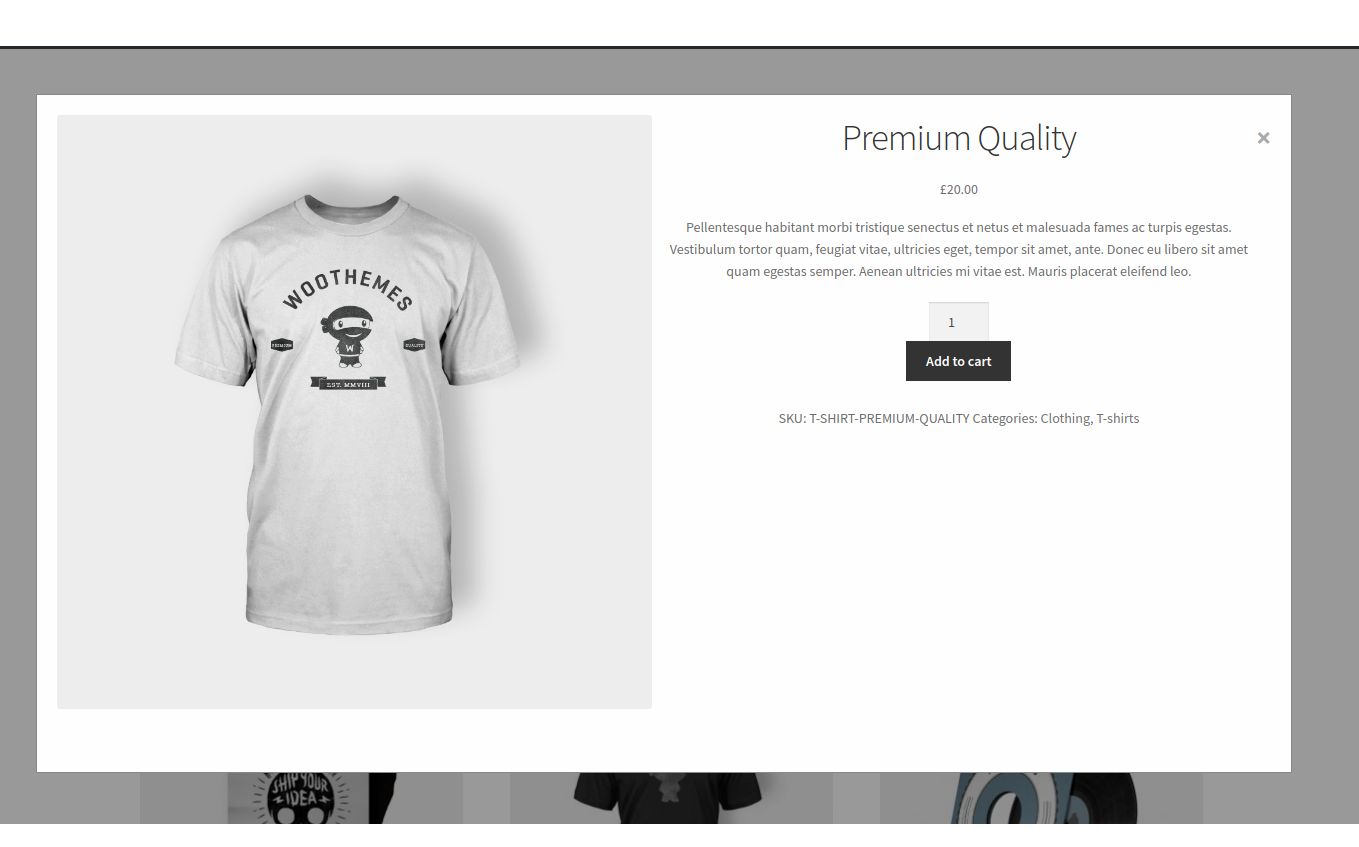 Premium Quality
×
£20.00
Pellentesque habitant morbi tristique senectus et netus et malesuada fames ac turpis egestas.
Vestibulum tortor quam, feugiat vitae, ultricies eget, tempor sit amet, ante. Donec eu libero sit amet
quam egestas semper. Aenean ultricies mi vitae est. Mauris placerat eleifend leo.
1
Add to cart
SKU: T-SHIRT-PREMIUM-QUALITY Categories: Clothing, T-shirts
WOOTHEMES
PREMIUM
QUALITY
W
EST. MMVIII
SHIP YOUR
IDEA